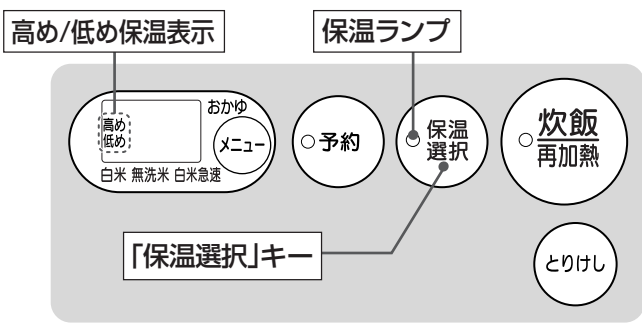 高め/低め保温表示
保温ランプ
おかゆ
高め
低め
メニュー
白米 無洗米 白米急速
予約
保温
選択
炊飯
再加熱
「保温選択」キー
とりけし